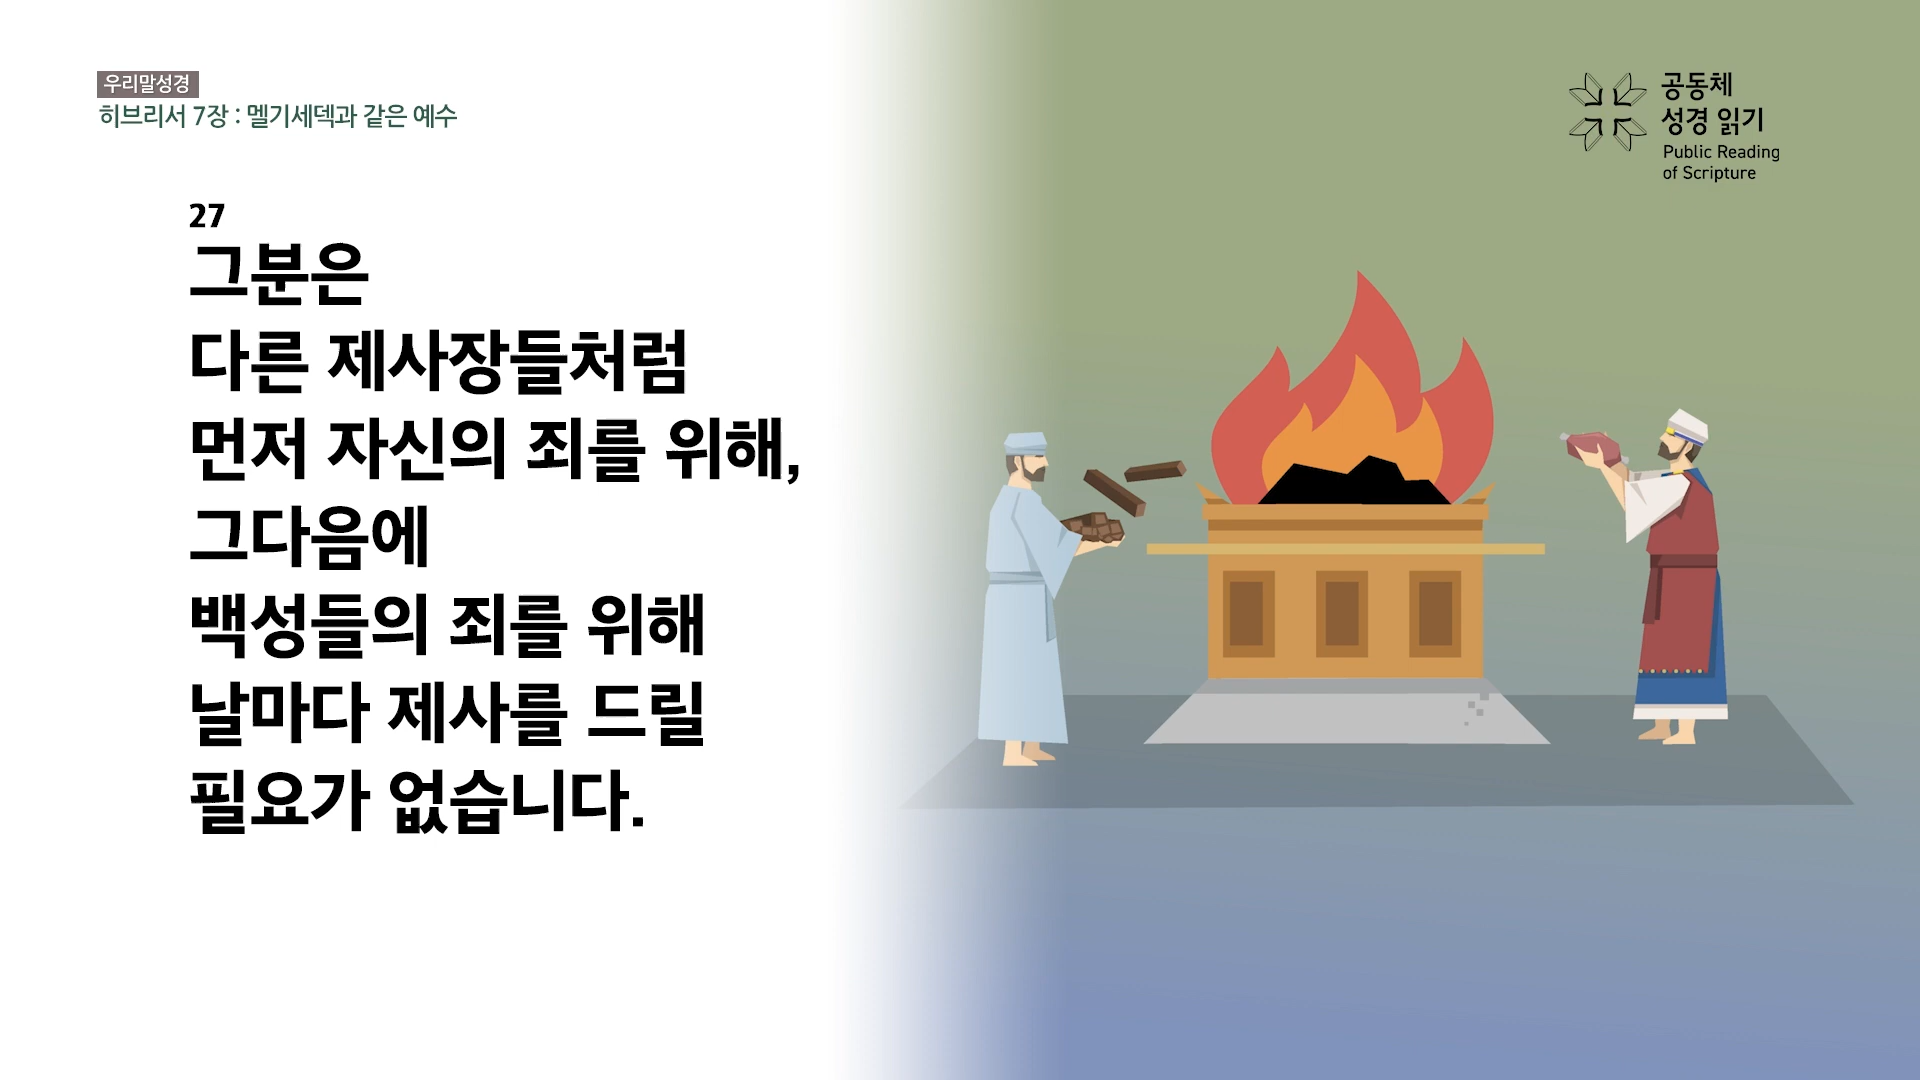 우리말성경
히브리서 7장 : 멜기세덱과 같은 예수
27
그분은
다른 제사장들처럼
먼저 자신의 죄를 위해,
그다음에
백성들의 죄를 위해
날마다 제사를 드릴
필요가 없습니다.
공동체
성경 읽기
Public Reading
of Scripture